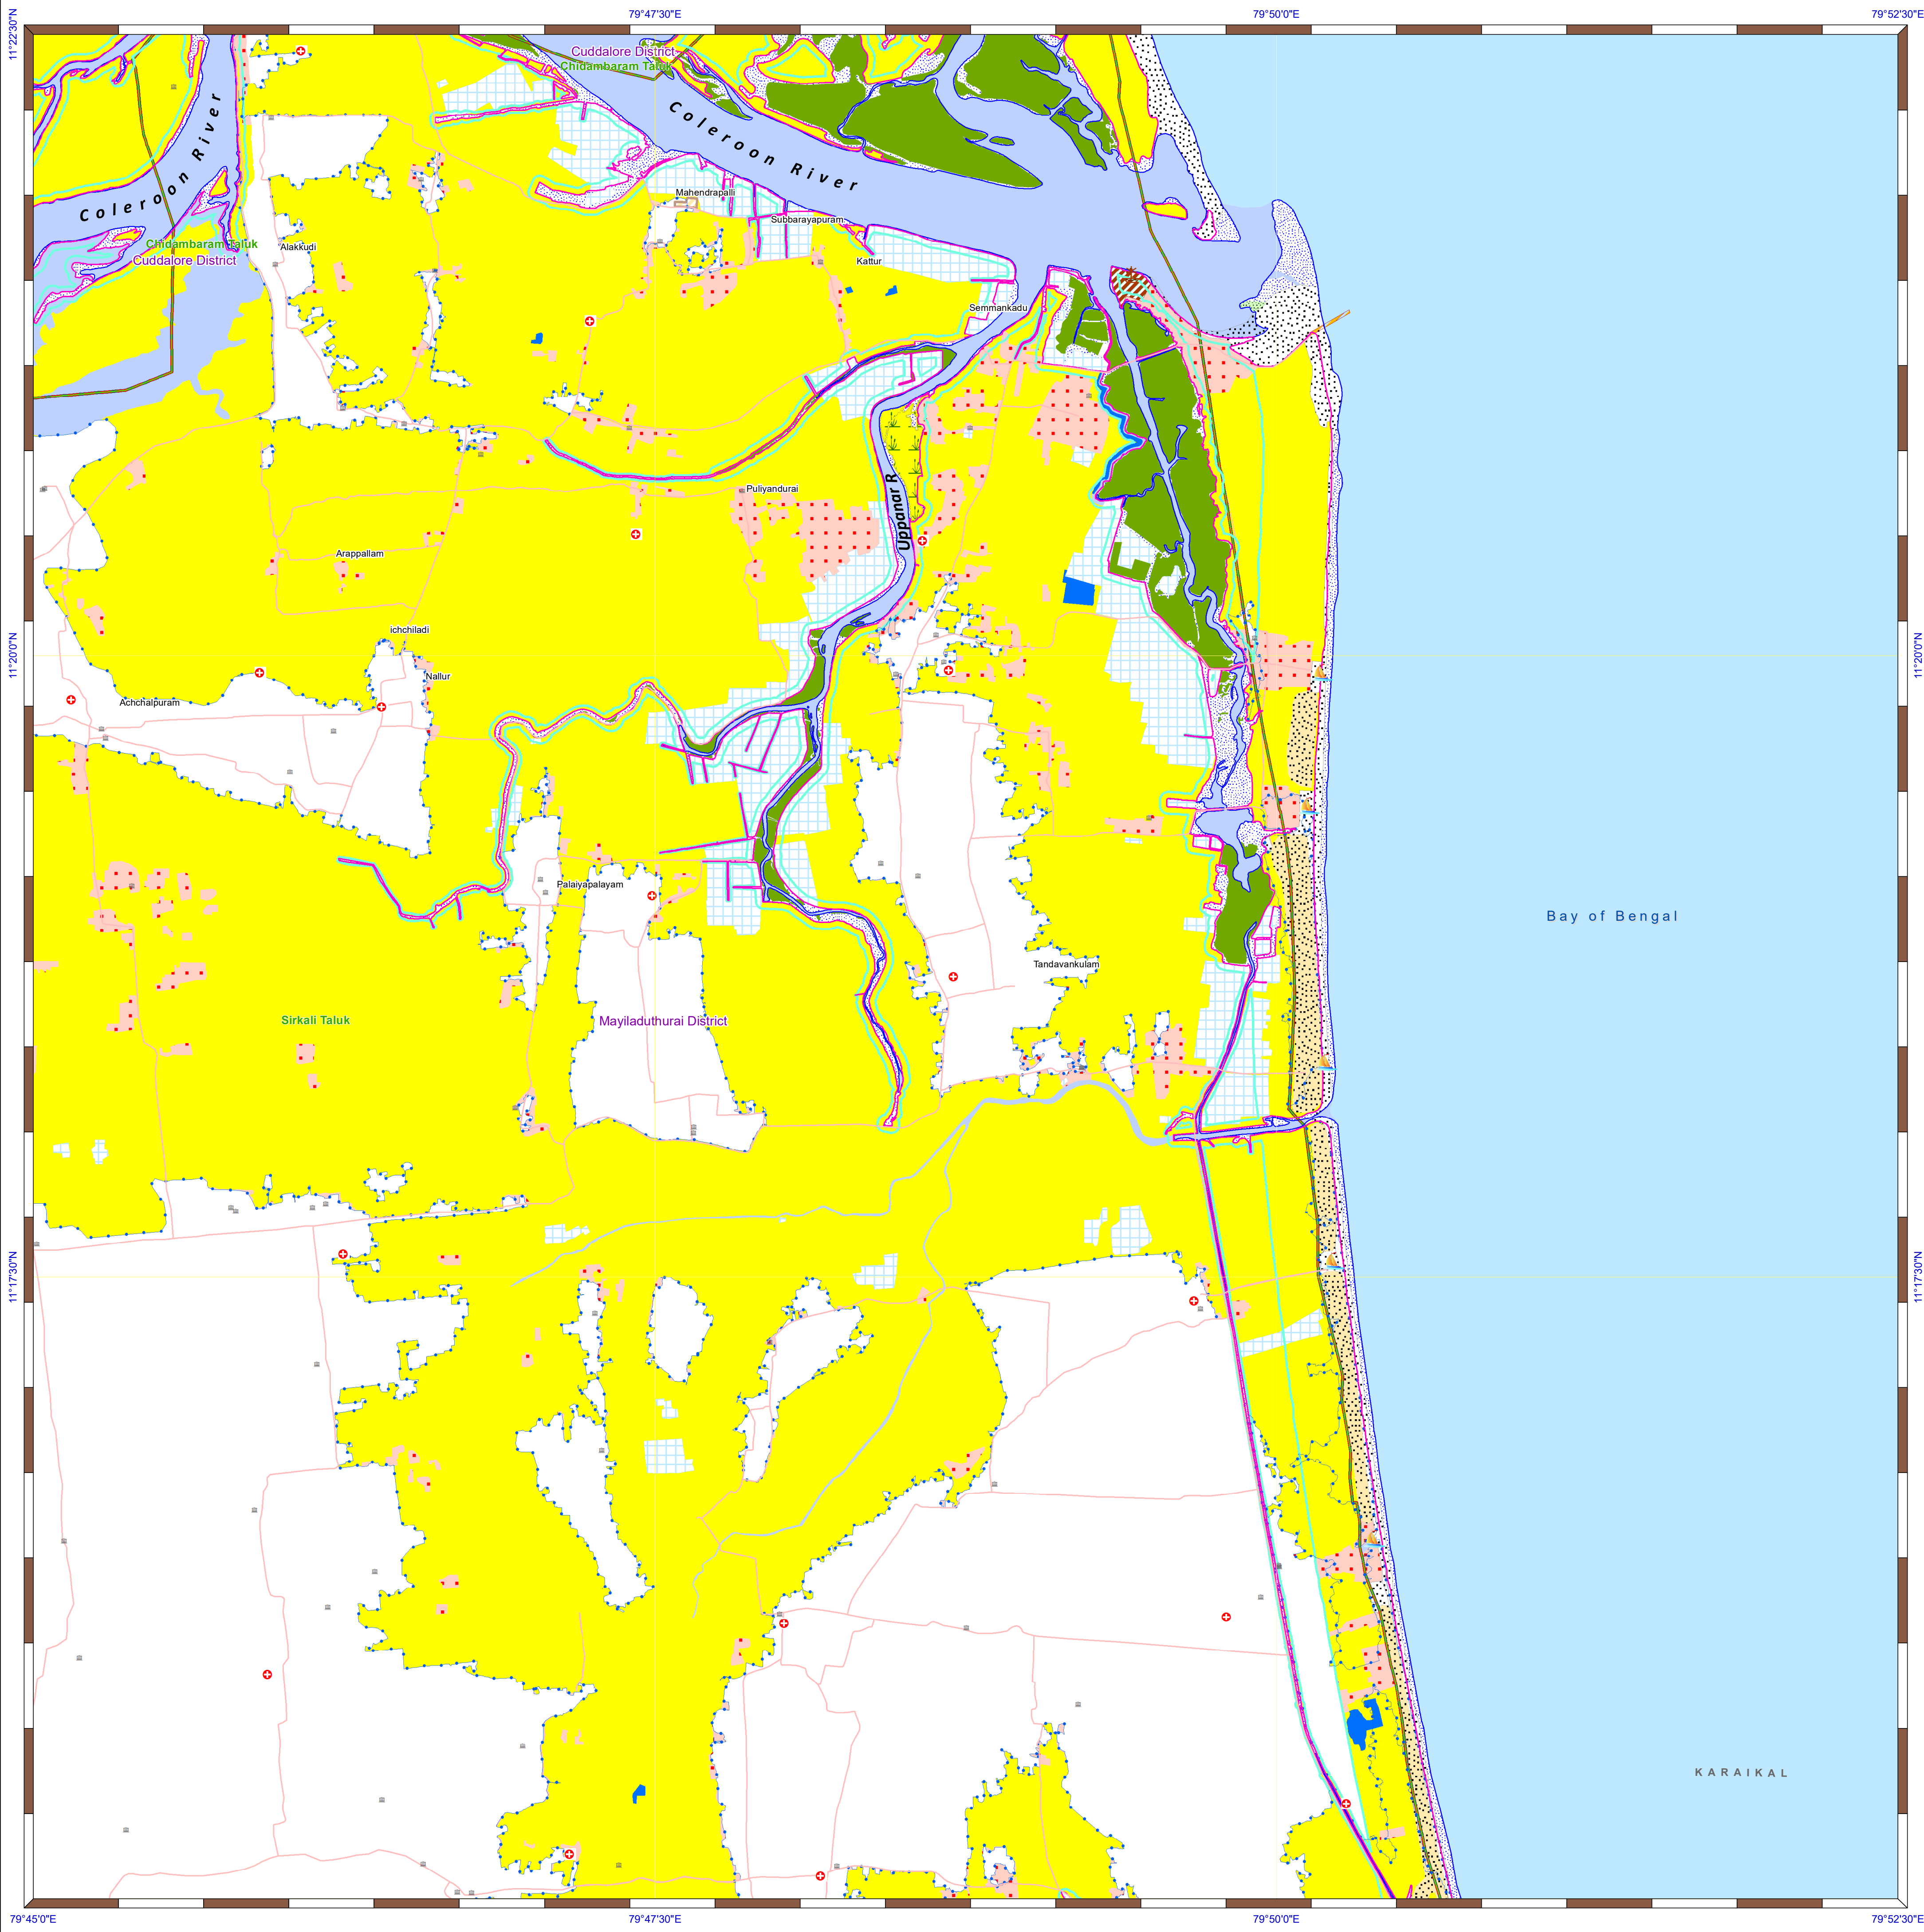 79°47'30"E
79°50'0"E
79°52'30"E
11°22'30"N
Cuddalore District
Chidambaram Taluk
Coleroon River
Coleroon River
Mahendrapalli
Subbarayapuram
Chidambaram Taluk
Cuddalore District
Alakkudi
Kattur
Semmankadu
Puliyandurai
Uppanar R
Arappallam
ichchiladi
Nallur
Achchalpuram
11°20'0"N
11°20'0"N
Palaiyapalayam
Bay of Bengal
Tandavankulam
Sirkali Taluk
Mayiladuthurai District
11°17'30"N
11°17'30"N
KARAIKAL
79°45'0"E
79°47'30"E
79°50'0"E
79°52'30"E